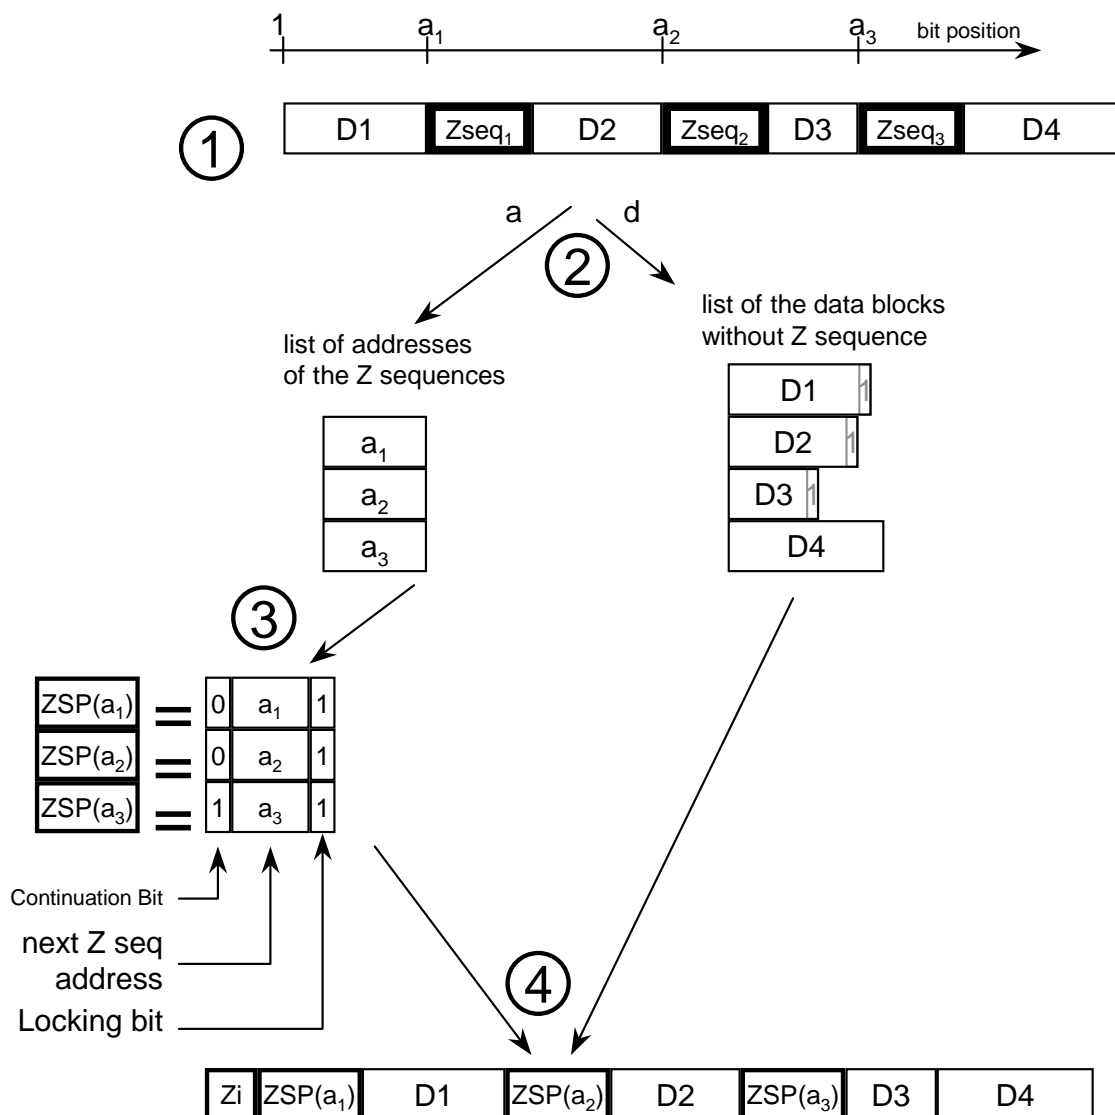 1 a₁ a₂ a₃ bit position
D1 Zseq₁ D2 Zseq₂ D3 Zseq₃ D4
1
a d
2
list of the data blocks
without Z sequence
list of addresses
of the Z sequences
D1 1
D2 1
D3 1
D4
a₁
a₂
a₃
3
ZSP(a₁) = 0 a₁ 1
ZSP(a₂) = 0 a₂ 1
ZSP(a₃) = 1 a₃ 1
Continuation Bit
next Z seq
address
Locking bit
4
Zi ZSP(a₁) D1 ZSP(a₂) D2 ZSP(a₃) D3 D4